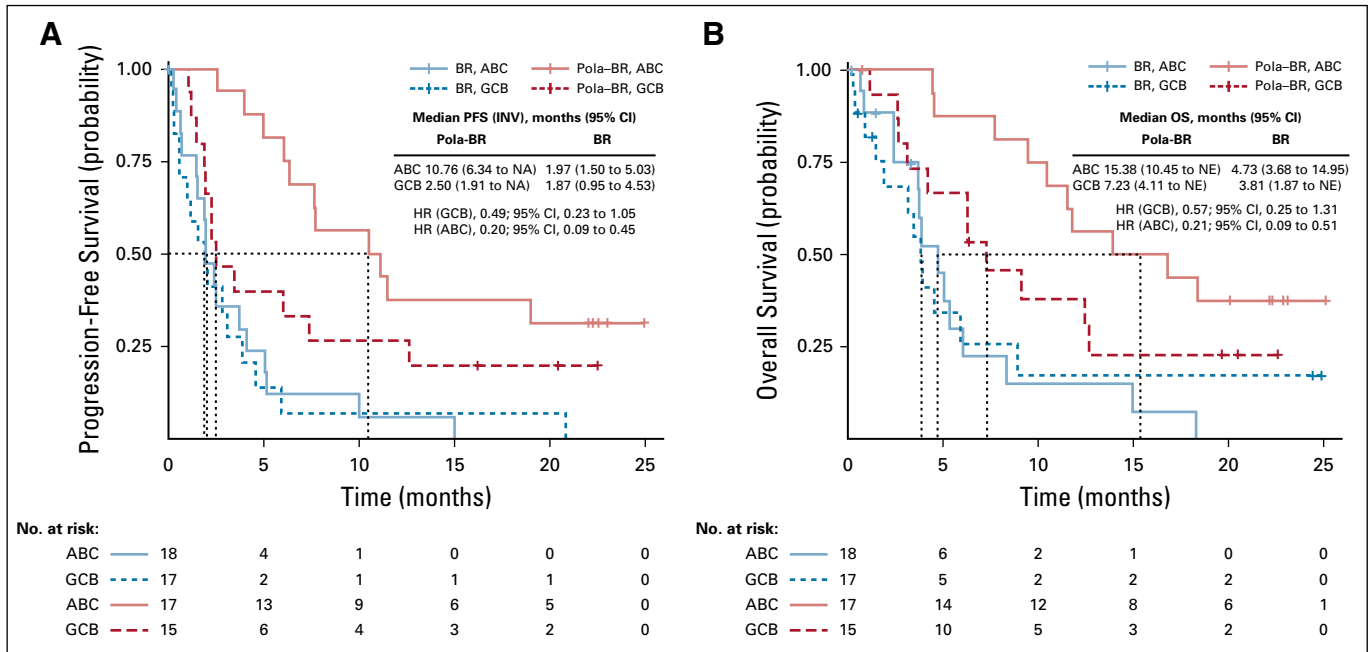 A
BR, ABC
Pola–BR, ABC
BR, GCB
Pola–BR, GCB
Median PFS (INV), months (95% CI)
Pola-BR BR
ABC 10.76 (6.34 to NA) 1.97 (1.50 to 5.03)
GCB 2.50 (1.91 to NA) 1.87 (0.95 to 4.53)
HR (GCB), 0.49; 95% CI, 0.23 to 1.05
HR (ABC), 0.20; 95% CI, 0.09 to 0.45
Progression-Free Survival (probability)
1.00
0.75
0.50
0.25
0 5 10 15 20 25
Time (months)
No. at risk:
ABC 18 4 1 0 0 0
GCB 17 2 1 1 1 0
ABC 17 13 9 6 5 0
GCB 15 6 4 3 2 0
B
BR, ABC
Pola–BR, ABC
BR, GCB
Pola–BR, GCB
Median OS, months (95% CI)
Pola-BR BR
ABC 15.38 (10.45 to NE) 4.73 (3.68 to 14.95)
GCB 7.23 (4.11 to NE) 3.81 (1.87 to NE)
HR (GCB), 0.57; 95% CI, 0.25 to 1.31
HR (ABC), 0.21; 95% CI, 0.09 to 0.51
Overall Survival (probability)
1.00
0.75
0.50
0.25
0 5 10 15 20 25
Time (months)
No. at risk:
ABC 18 6 2 1 0 0
GCB 17 5 2 2 2 0
ABC 17 14 12 8 6 1
GCB 15 10 5 3 2 0